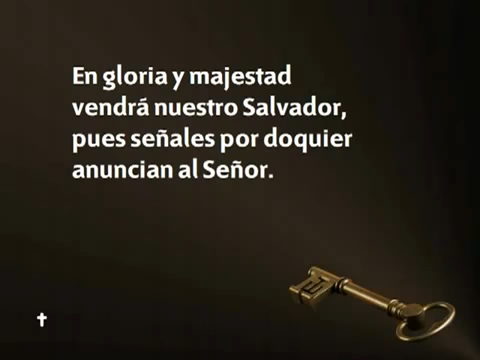 En gloria y majestad
vendrá nuestro Salvador,
pues señales por doquier
anuncian al Señor.